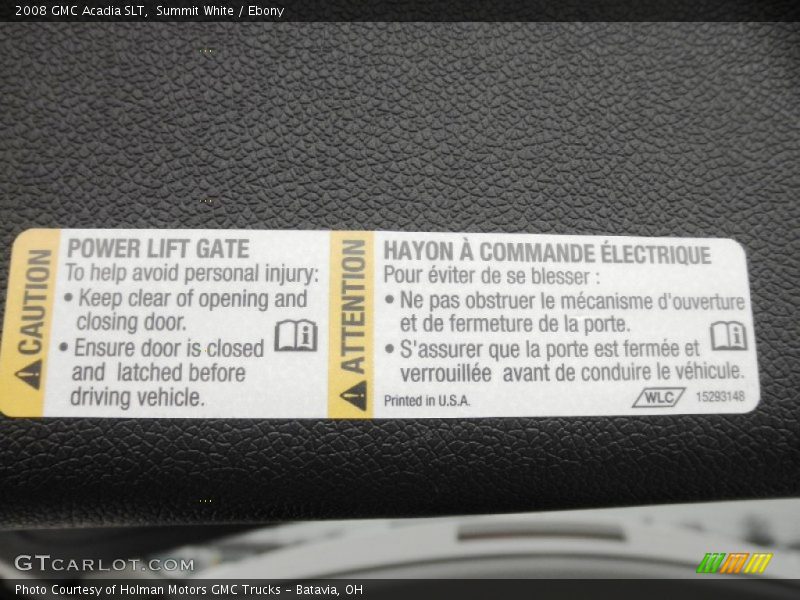 2008 GMC Acadia SLT,  Summit White / Ebony
CAUTION
POWER LIFT GATE
To help avoid personal injury:
• Keep clear of opening and
closing door.
• Ensure door is closed
and latched before
driving vehicle.
ATTENTION
HAYON À COMMANDE ÉLECTRIQUE
Pour éviter de se blesser :
• Ne pas obstruer le mécanisme d'ouverture
et de fermeture de la porte.
• S'assurer que la porte est fermée et
verrouillée avant de conduire le véhicule.
Printed in U.S.A.
WLC
15293148
GTCARLOT.COM
Photo Courtesy of Holman Motors GMC Trucks - Batavia, OH